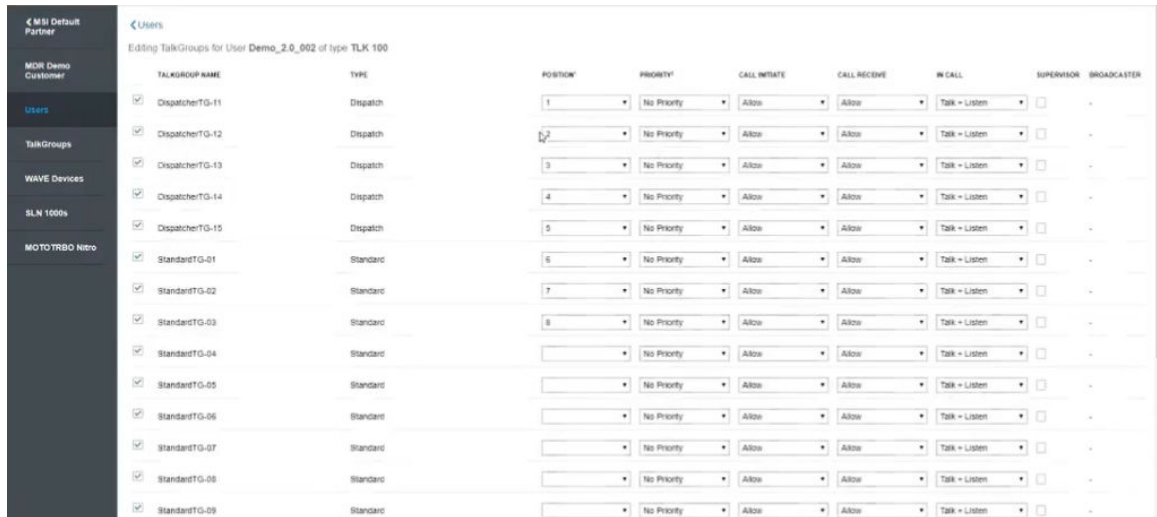 ❮ MSI Default Partner
MDR Demo Customer
Users
TalkGroups
WAVE Devices
SLN 1000s
MOTOTRBO Nitro
❮ Users
Editing TalkGroups for User Demo_2.0_002 of type TLK 100
TALKGROUP NAME TYPE POSITION* PRIORITY* CALL INITIATE CALL RECEIVE IN CALL SUPERVISOR BROADCASTER
DispatcherTG-11 Dispatch 1 No Priority Allow Allow Talk + Listen -
DispatcherTG-12 Dispatch 2 No Priority Allow Allow Talk + Listen -
DispatcherTG-13 Dispatch 3 No Priority Allow Allow Talk + Listen -
DispatcherTG-14 Dispatch 4 No Priority Allow Allow Talk + Listen -
DispatcherTG-15 Dispatch 5 No Priority Allow Allow Talk + Listen -
StandardTG-01 Standard 6 No Priority Allow Allow Talk + Listen -
StandardTG-02 Standard 7 No Priority Allow Allow Talk + Listen -
StandardTG-03 Standard 8 No Priority Allow Allow Talk + Listen -
StandardTG-04 Standard No Priority Allow Allow Talk + Listen -
StandardTG-05 Standard No Priority Allow Allow Talk + Listen -
StandardTG-06 Standard No Priority Allow Allow Talk + Listen -
StandardTG-07 Standard No Priority Allow Allow Talk + Listen -
StandardTG-08 Standard No Priority Allow Allow Talk + Listen -
StandardTG-09 Standard No Priority Allow Allow Talk + Listen -